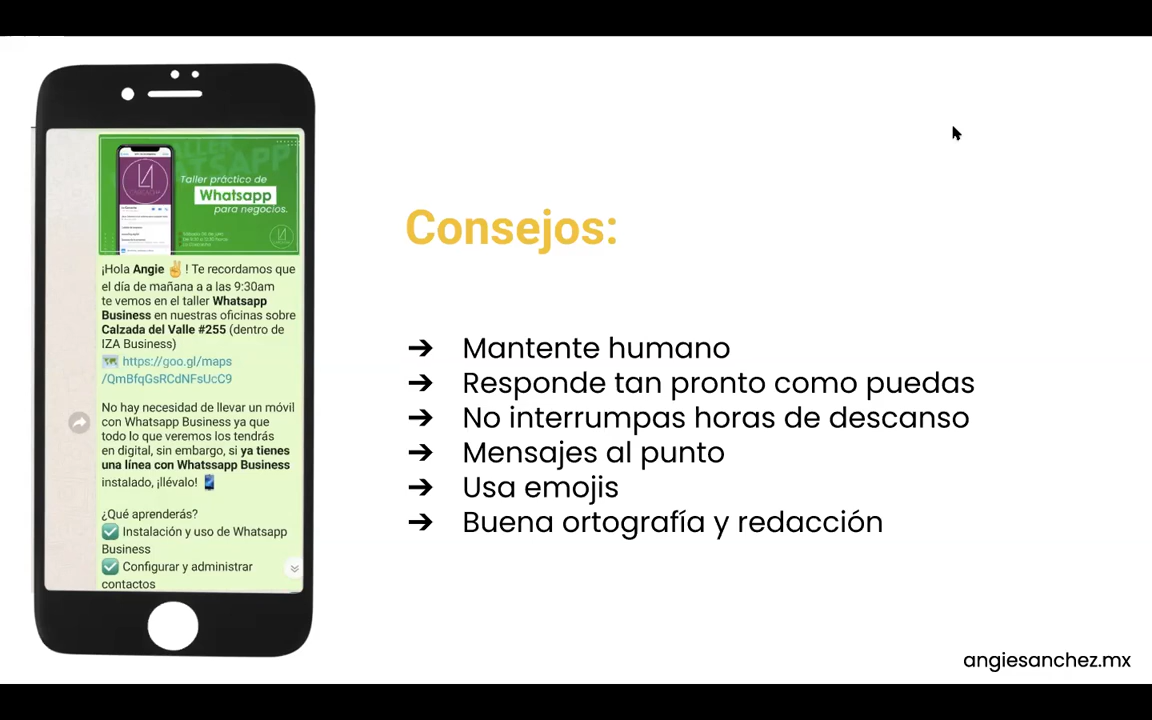 TALLER
WHATSAPP
Taller práctico de
Whatsapp
para negocios.
¡Hola Angie ✌ ! Te recordamos que
el día de mañana a a las 9:30am
te vemos en el taller Whatsapp
Business en nuestras oficinas sobre
Calzada del Valle #255 (dentro de
IZA Business)
🗺 https://goo.gl/maps
/QmBfqGsRCdNFsUcC9
No hay necesidad de llevar un móvil
con Whatsapp Business ya que
todo lo que veremos los tendrás
en digital, sin embargo, si ya tienes
una línea con Whatssapp Business
instalado, ¡llévalo! 📱
¿Qué aprenderás?
✅ Instalación y uso de Whatsapp
Business
✅ Configurar y administrar
contactos
Consejos:
➔ Mantente humano
➔ Responde tan pronto como puedas
➔ No interrumpas horas de descanso
➔ Mensajes al punto
➔ Usa emojis
➔ Buena ortografía y redacción
angiesanchez.mx